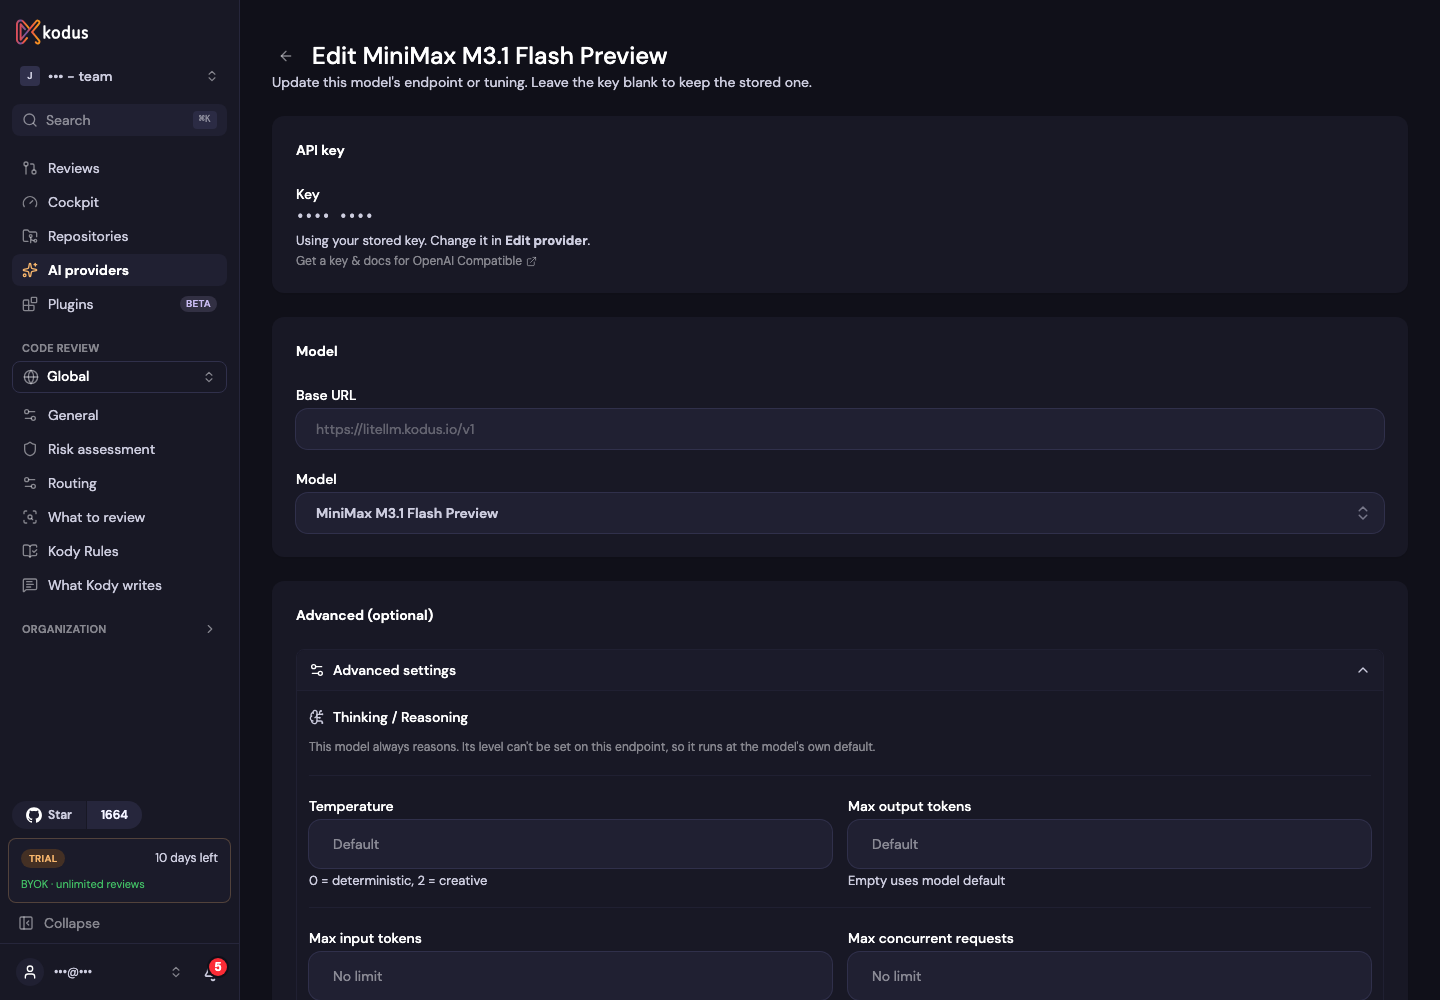 kodus
J ••• - team
Search ⌘K
Reviews
Cockpit
Repositories
AI providers
Plugins BETA
CODE REVIEW
Global
General
Risk assessment
Routing
What to review
Kody Rules
What Kody writes
ORGANIZATION
Star 1664
TRIAL 10 days left
BYOK · unlimited reviews
Collapse
•••@••• 5
Edit MiniMax M3.1 Flash Preview
Update this model's endpoint or tuning. Leave the key blank to keep the stored one.
API key
Key
•••• ••••
Using your stored key. Change it in Edit provider.
Get a key & docs for OpenAI Compatible
Model
Base URL
https://litellm.kodus.io/v1
Model
MiniMax M3.1 Flash Preview
Advanced (optional)
Advanced settings
Thinking / Reasoning
This model always reasons. Its level can't be set on this endpoint, so it runs at the model's own default.
Temperature Max output tokens
Default Default
0 = deterministic, 2 = creative Empty uses model default
Max input tokens Max concurrent requests
No limit No limit